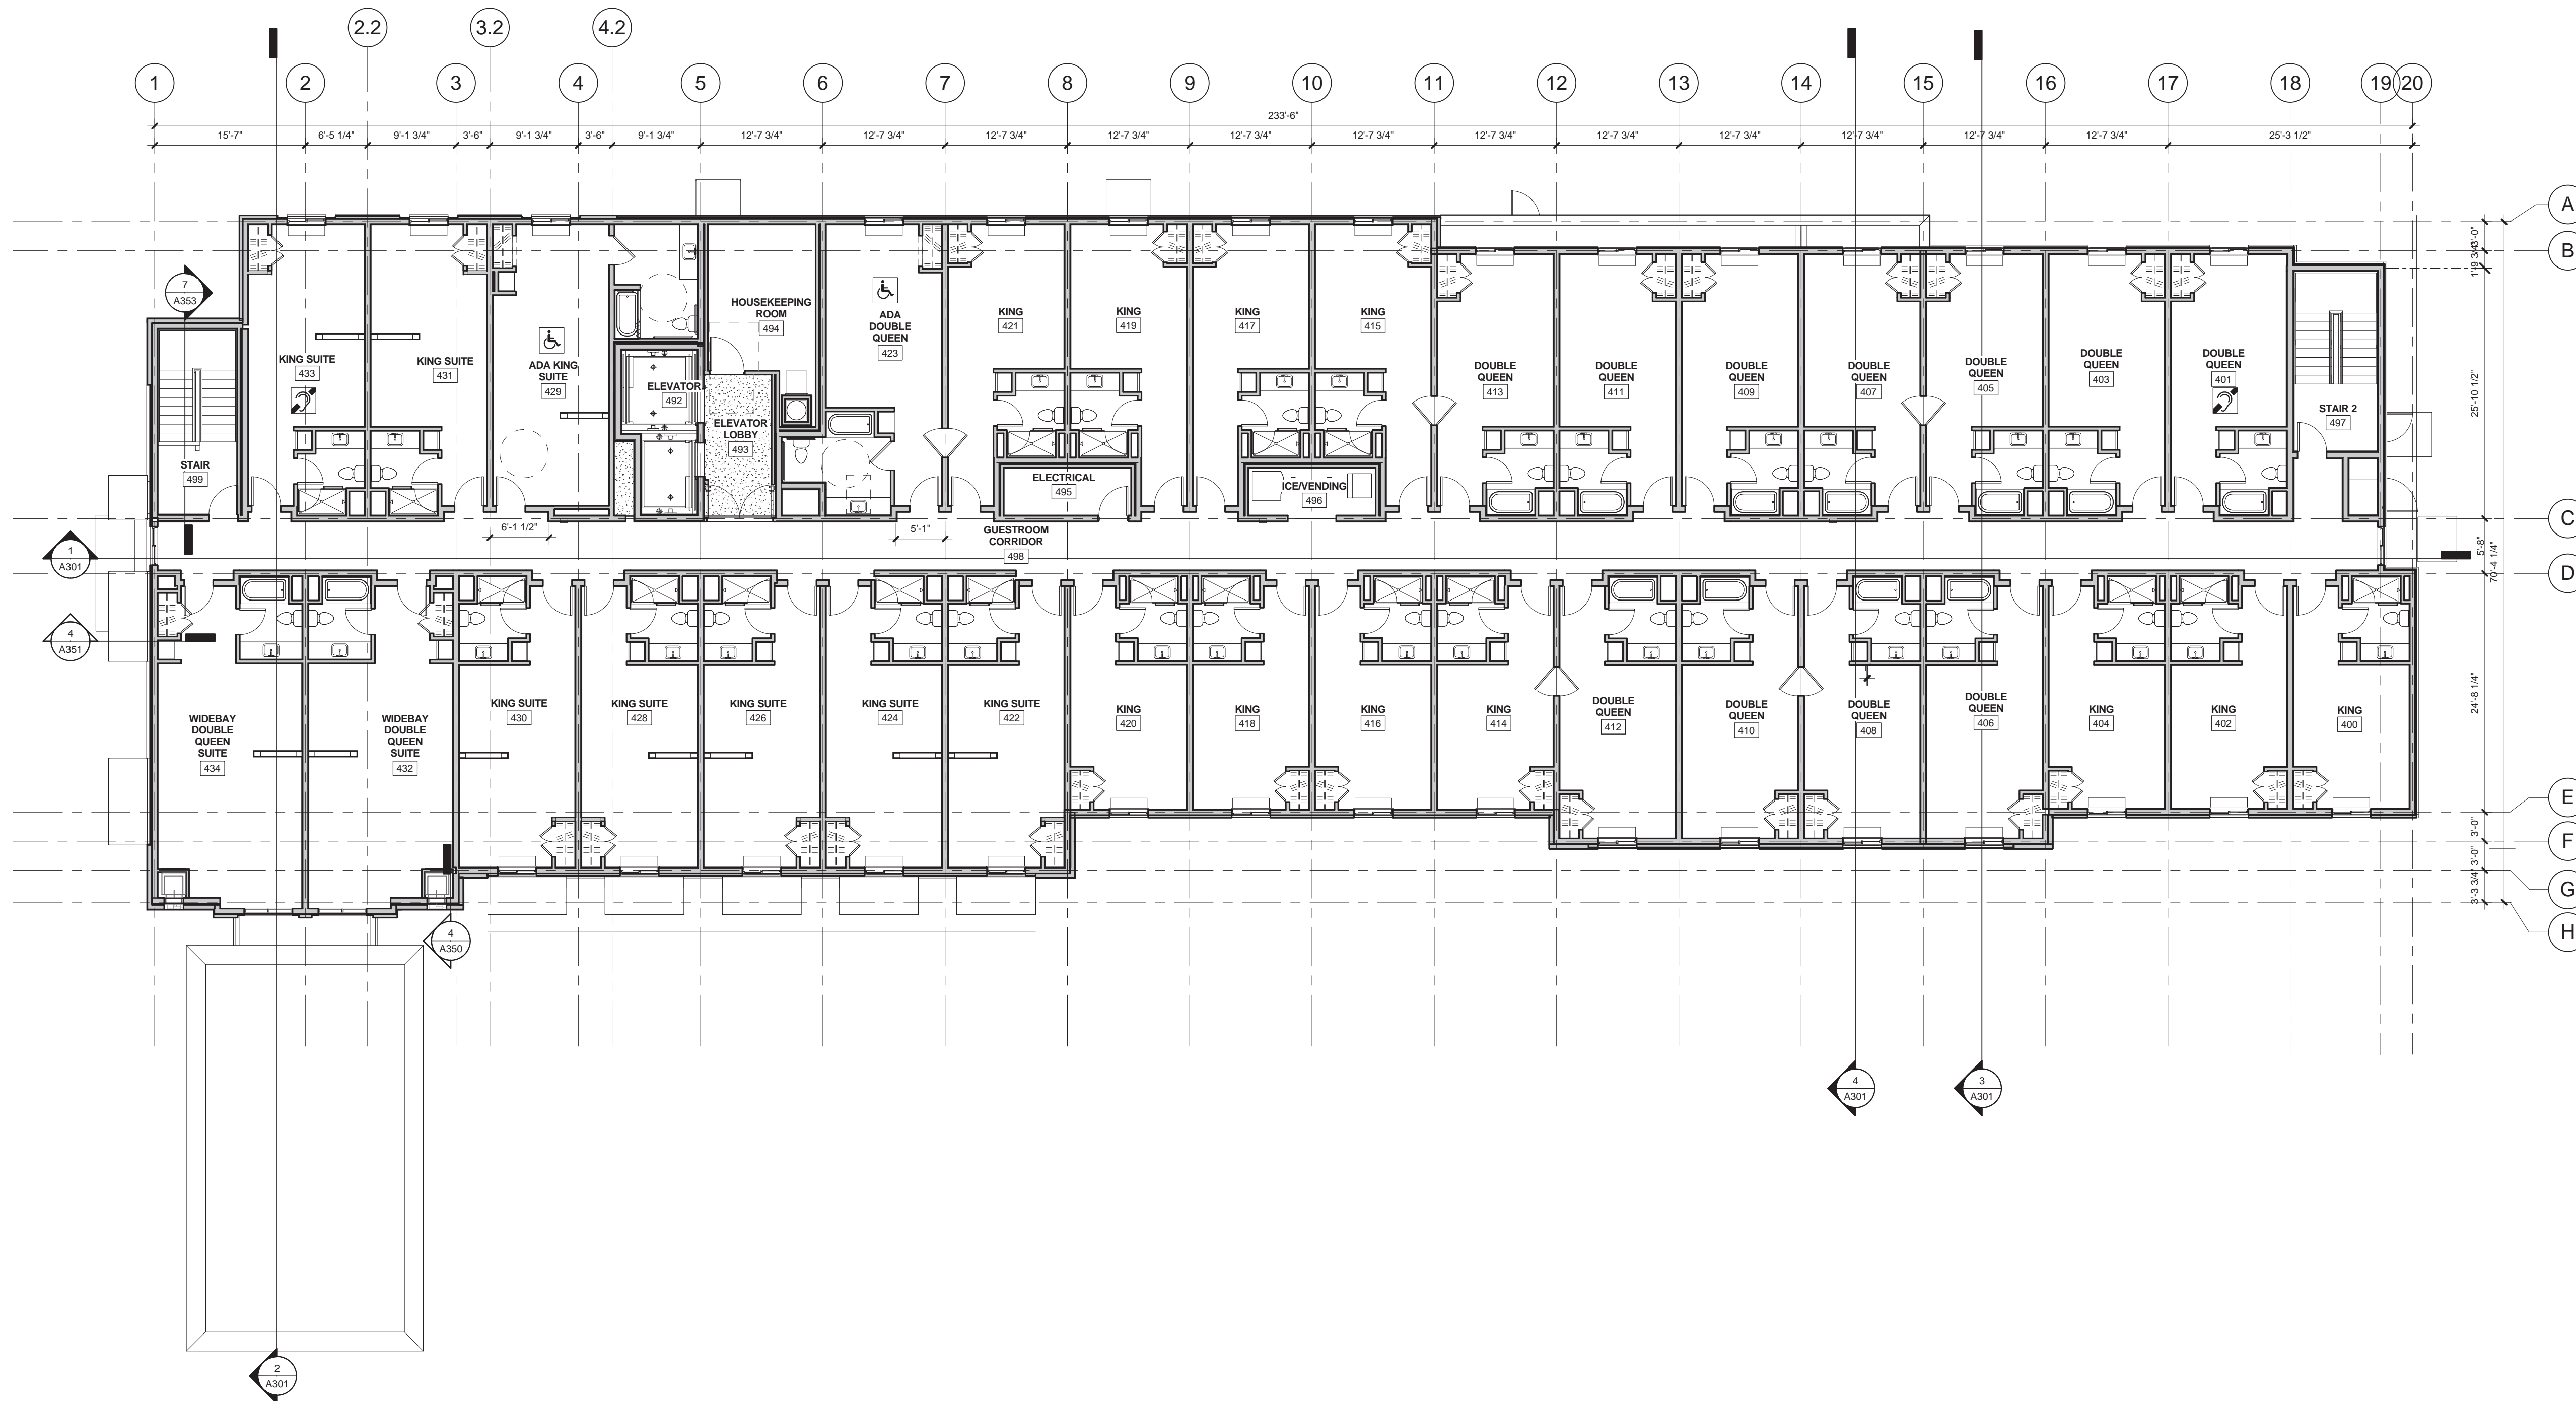 2.2 3.2 4.2
1 2 3 4 5 6 7 8 9 10 11 12 13 14 15 16 17 18 19 20
233'-6"
15'-7" 6'-5 1/4" 9'-1 3/4" 3'-6" 9'-1 3/4" 3'-6" 9'-1 3/4" 12'-7 3/4" 12'-7 3/4" 12'-7 3/4" 12'-7 3/4" 12'-7 3/4" 12'-7 3/4" 12'-7 3/4" 12'-7 3/4" 12'-7 3/4" 12'-7 3/4" 12'-7 3/4" 12'-7 3/4" 25'-3 1/2"
A
B
C
D
E
F
G
H
3'-0"
1'-9 3/4"
25'-10 1/2"
5'-8"
70'-4 1/4"
24'-8 1/4"
3'-0"
3'-0"
3'-3 3/4"
7
A353
STAIR
499
KING SUITE
433
KING SUITE
431
ADA KING
SUITE
429
ELEVATOR
492
HOUSEKEEPING
ROOM
494
ELEVATOR
LOBBY
493
ADA
DOUBLE
QUEEN
423
KING
421
KING
419
KING
417
KING
415
ELECTRICAL
495
ICE/VENDING
496
DOUBLE
QUEEN
413
DOUBLE
QUEEN
411
DOUBLE
QUEEN
409
DOUBLE
QUEEN
407
DOUBLE
QUEEN
405
DOUBLE
QUEEN
403
DOUBLE
QUEEN
401
STAIR 2
497
6'-1 1/2"
5'-1"
GUESTROOM
CORRIDOR
498
1
A301
4
A351
WIDEBAY
DOUBLE
QUEEN
SUITE
434
WIDEBAY
DOUBLE
QUEEN
SUITE
432
KING SUITE
430
KING SUITE
428
KING SUITE
426
KING SUITE
424
KING SUITE
422
KING
420
KING
418
KING
416
KING
414
DOUBLE
QUEEN
412
DOUBLE
QUEEN
410
DOUBLE
QUEEN
408
DOUBLE
QUEEN
406
KING
404
KING
402
KING
400
4
A350
4
A301
3
A301
2
A301